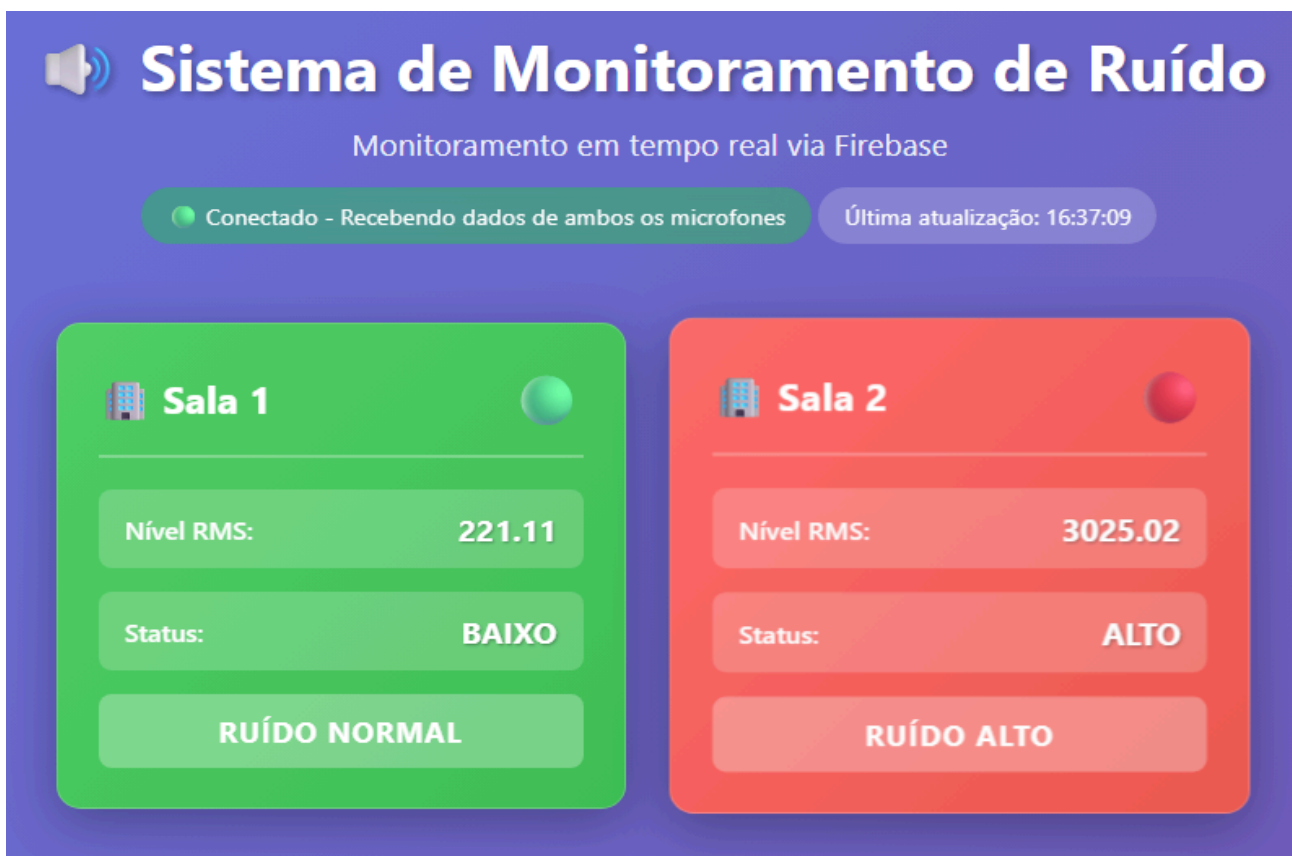 Sistema de Monitoramento de Ruído
Monitoramento em tempo real via Firebase
Conectado - Recebendo dados de ambos os microfones
Última atualização: 16:37:09
Sala 1
Nível RMS: 221.11
Status: BAIXO
RUÍDO NORMAL
Sala 2
Nível RMS: 3025.02
Status: ALTO
RUÍDO ALTO